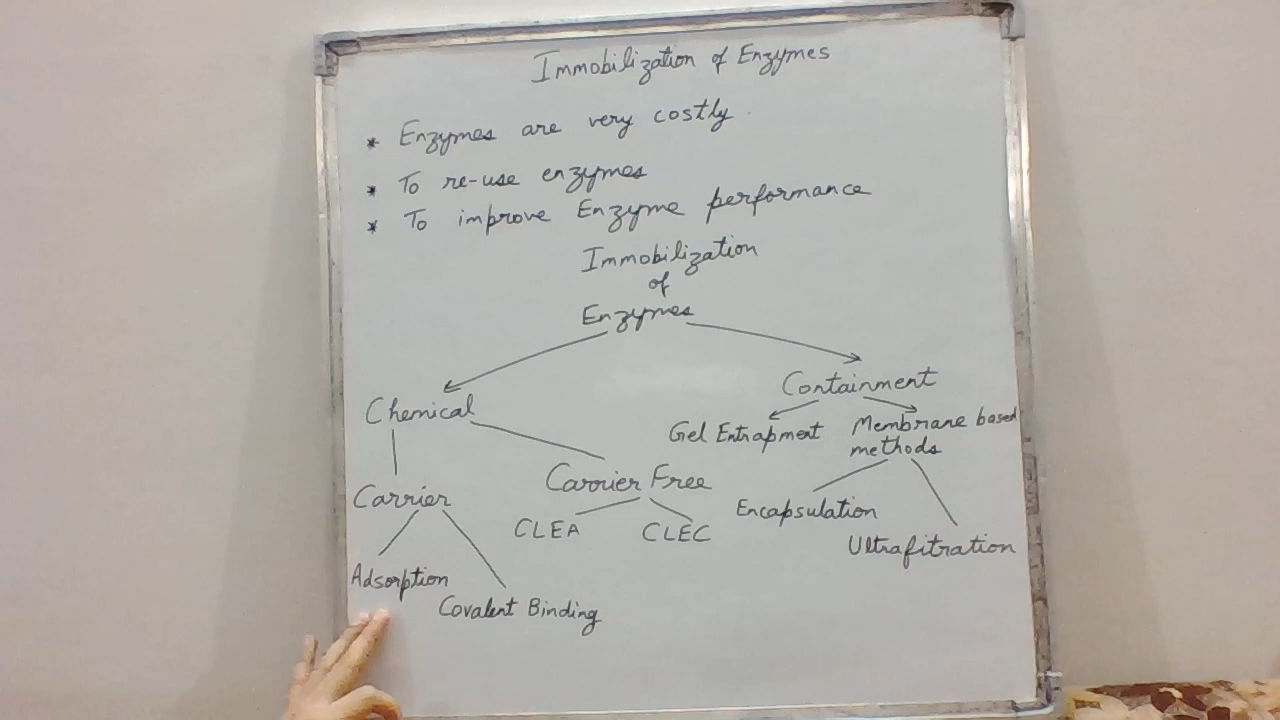 Immobilization of Enzymes
* Enzymes are very costly.
* To re-use enzymes
* To improve Enzyme performance
Immobilization
of
Enzymes
Chemical
Containment
Gel Entrapment
Membrane based
methods
Carrier
Carrier Free
Encapsulation
Ultrafitration
CLEA
CLEC
Adsorption
Covalent Binding